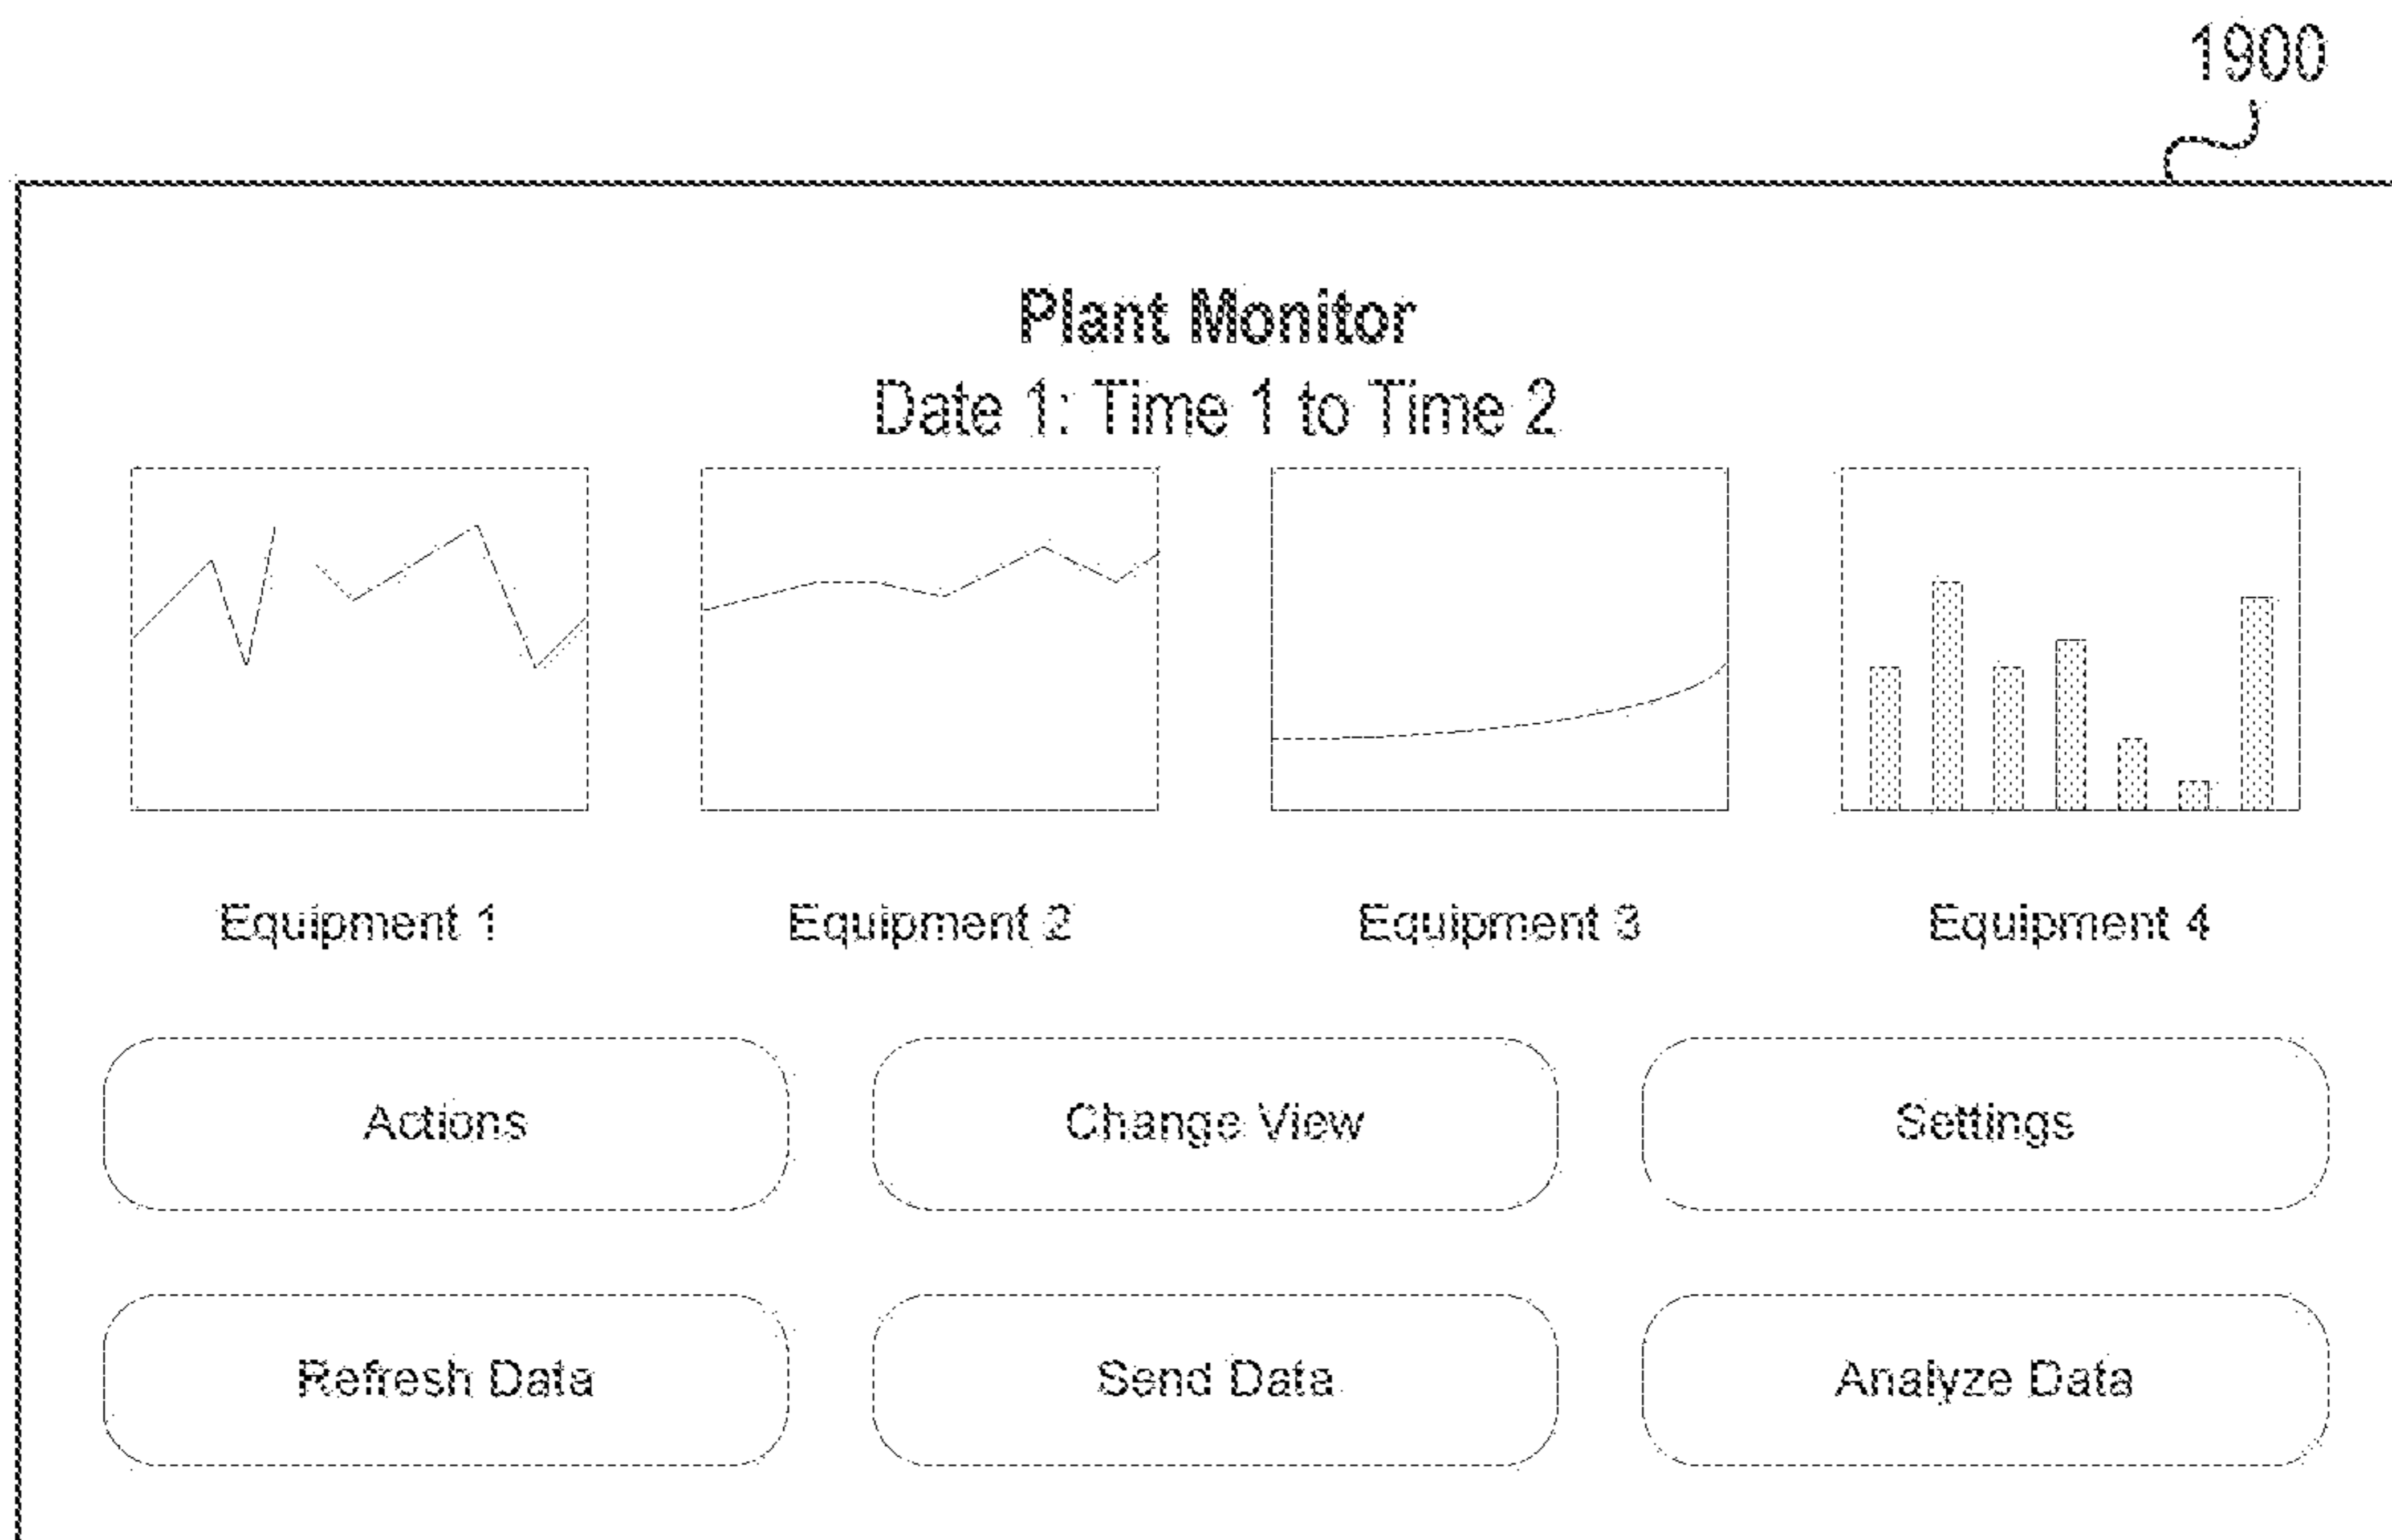 1900
Plant Monitor
Date 1: Time 1 to Time 2
Equipment 1 Equipment 2 Equipment 3 Equipment 4
Actions Change View Settings
Refresh Data Send Data Analyze Data